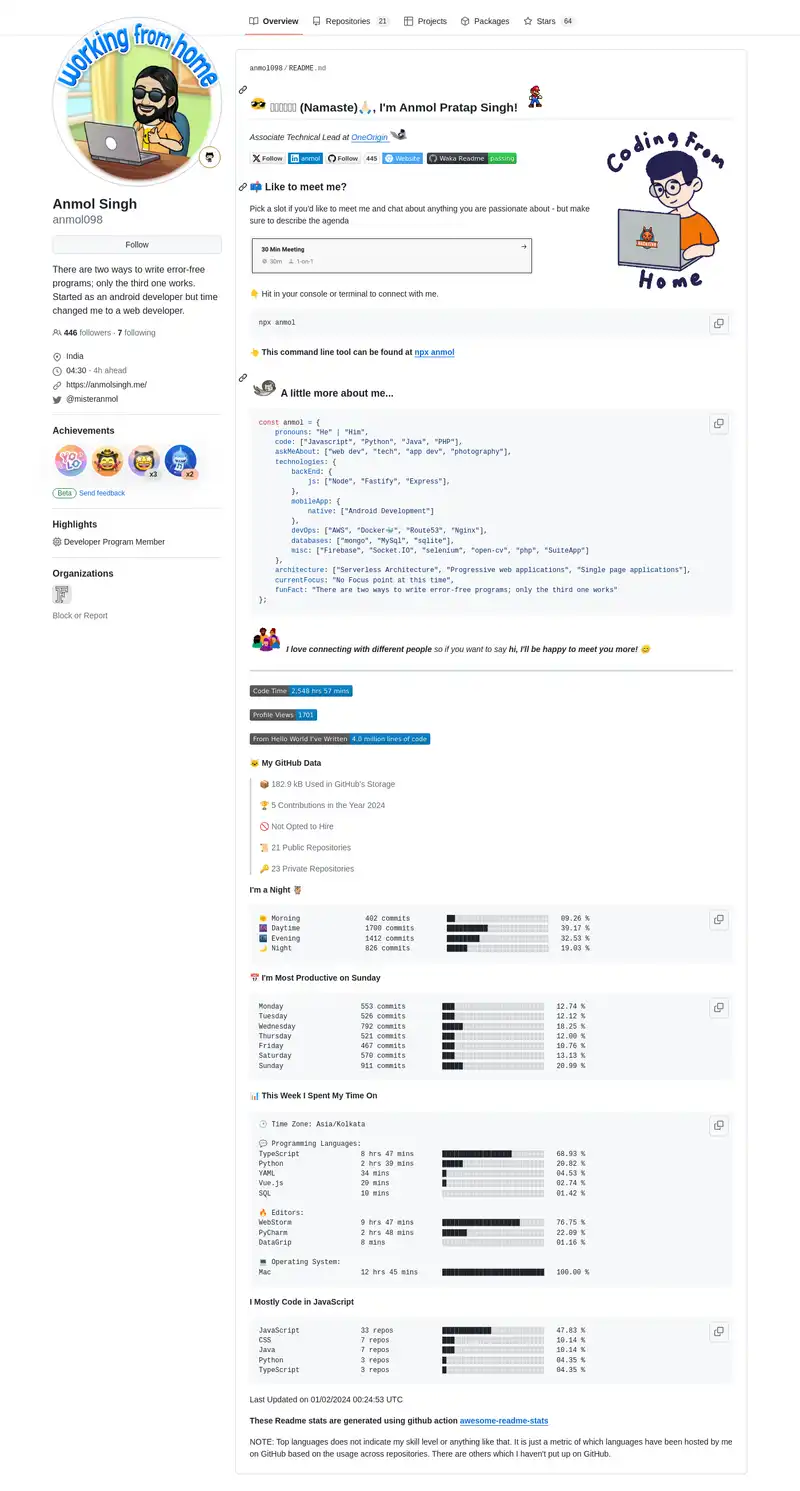 Overview
Repositories 21
Projects
Packages
Stars 64
working from home
Anmol Singh
anmol098
Follow
There are two ways to write error-free
programs; only the third one works.
Started as an android developer but time
changed me to a web developer.
446 followers · 7 following
India
04:30 - 4h ahead
https://anmolsingh.me/
@misteranmol
Achievements
YOLO
x3
x2
Beta Send feedback
Highlights
Developer Program Member
Organizations
Block or Report
anmol098/README.md
😎 (Namaste)🙏🏻, I'm Anmol Pratap Singh!
Associate Technical Lead at OneOrigin
Follow anmol Follow 445 Website Waka Readme passing
Coding From
Home
📫 Like to meet me?
Pick a slot if you'd like to meet me and chat about anything you are passionate about - but make
sure to describe the agenda
30 Min Meeting →
30m 1-on-1
👇 Hit in your console or terminal to connect with me.
npx anmol
👆 This command line tool can be found at npx anmol
A little more about me...
const anmol = {
pronouns: "He" | "Him",
code: ["Javascript", "Python", "Java", "PHP"],
askMeAbout: ["web dev", "tech", "app dev", "photography"],
technologies: {
backEnd: {
js: ["Node", "Fastify", "Express"],
},
mobileApp: {
native: ["Android Development"]
},
devOps: ["AWS", "Docker🐳", "Route53", "Nginx"],
databases: ["mongo", "MySql", "sqlite"],
misc: ["Firebase", "Socket.IO", "selenium", "open-cv", "php", "SuiteApp"]
},
architecture: ["Serverless Architecture", "Progressive web applications", "Single page applications"],
currentFocus: "No Focus point at this time",
funFact: "There are two ways to write error-free programs; only the third one works"
};
I love connecting with different people so if you want to say hi, I'll be happy to meet you more! 😊
Code Time 2,548 hrs 57 mins
Profile Views 1701
From Hello World I've Written 4.0 million lines of code
🐱 My GitHub Data
📦 182.9 kB Used in GitHub's Storage
🏆 5 Contributions in the Year 2024
🚫 Not Opted to Hire
📜 21 Public Repositories
🔑 23 Private Repositories
I'm a Night 🦉
🌞 Morning 402 commits 09.26 %
🌆 Daytime 1700 commits 39.17 %
🌃 Evening 1412 commits 32.53 %
🌙 Night 826 commits 19.03 %
📅 I'm Most Productive on Sunday
Monday 553 commits 12.74 %
Tuesday 526 commits 12.12 %
Wednesday 792 commits 18.25 %
Thursday 521 commits 12.00 %
Friday 467 commits 10.76 %
Saturday 570 commits 13.13 %
Sunday 911 commits 20.99 %
📊 This Week I Spent My Time On
🕑︎ Time Zone: Asia/Kolkata
💬 Programming Languages:
TypeScript 8 hrs 47 mins 68.93 %
Python 2 hrs 39 mins 20.82 %
YAML 34 mins 04.53 %
Vue.js 20 mins 02.74 %
SQL 10 mins 01.42 %
🔥 Editors:
WebStorm 9 hrs 47 mins 76.75 %
PyCharm 2 hrs 48 mins 22.09 %
DataGrip 8 mins 01.16 %
💻 Operating System:
Mac 12 hrs 45 mins 100.00 %
I Mostly Code in JavaScript
JavaScript 33 repos 47.83 %
CSS 7 repos 10.14 %
Java 7 repos 10.14 %
Python 3 repos 04.35 %
TypeScript 3 repos 04.35 %
Last Updated on 01/02/2024 00:24:53 UTC
These Readme stats are generated using github action awesome-readme-stats
NOTE: Top languages does not indicate my skill level or anything like that. It is just a metric of which languages have been hosted by me
on GitHub based on the usage across repositories. There are others which I haven't put up on GitHub.